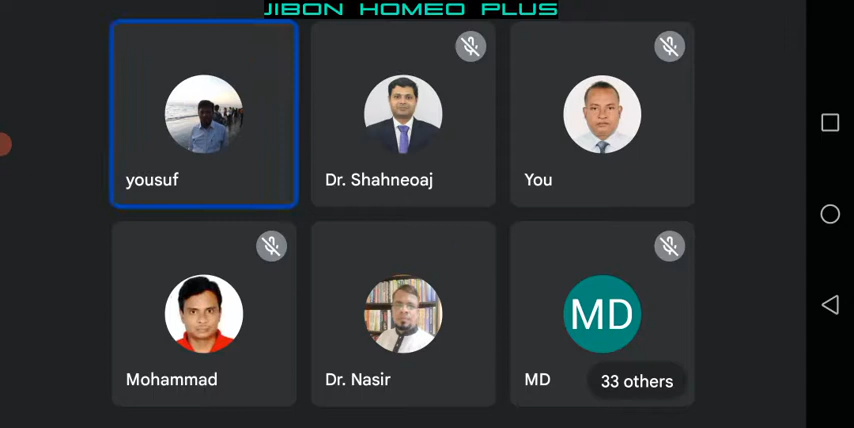 JIBON HOMEO PLUS
yousuf
Dr. Shahneoaj
You
Mohammad
Dr. Nasir
MD
MD
33 others